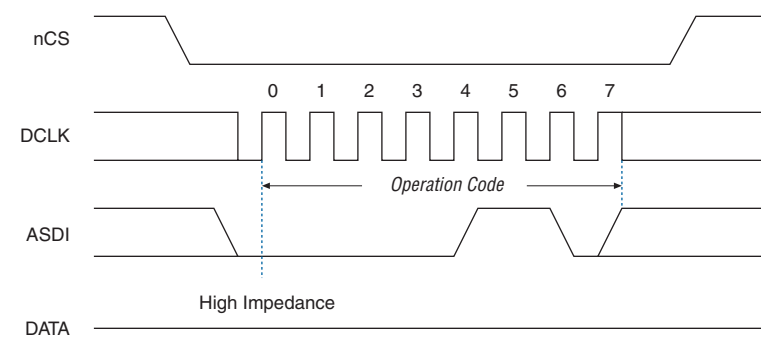 nCS
0 1 2 3 4 5 6 7
DCLK
Operation Code
ASDI
High Impedance
DATA